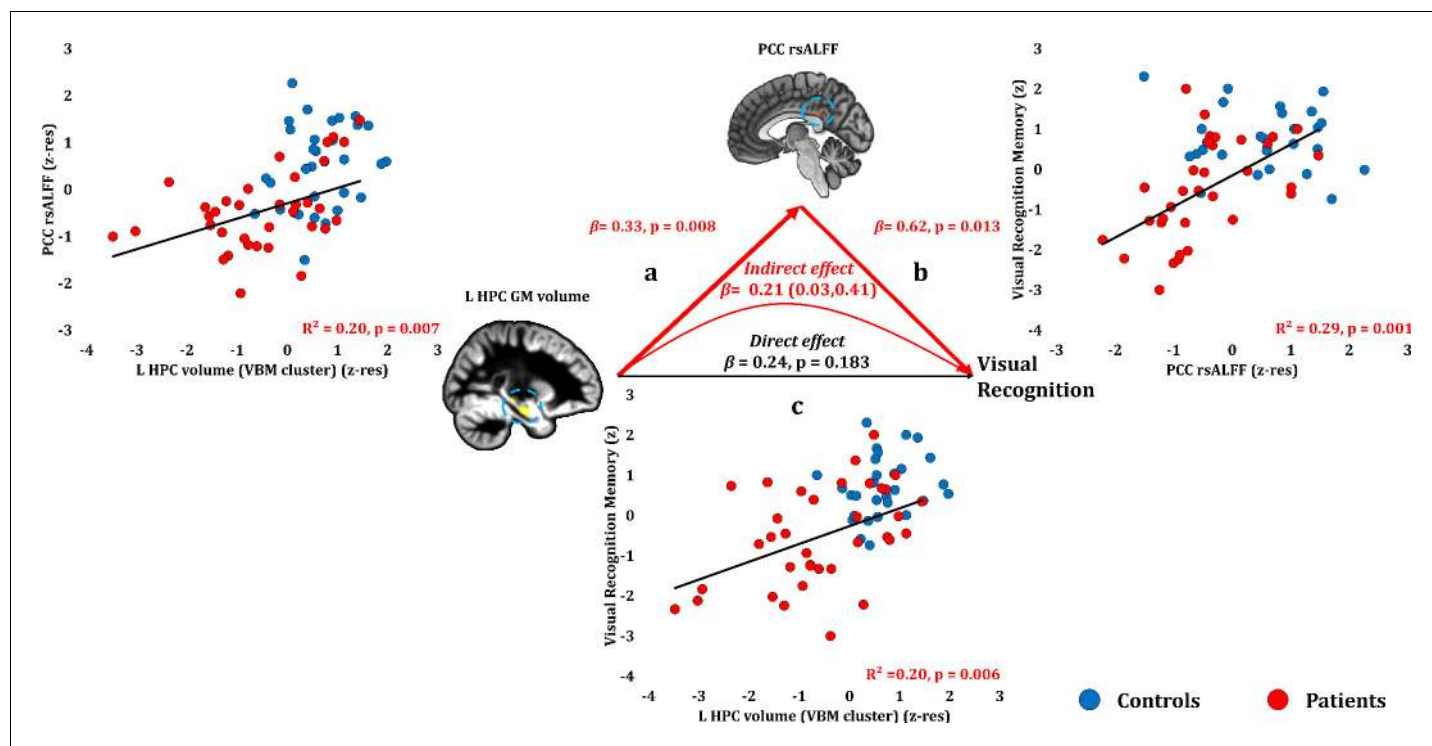 PCC rsALFF
3
2
1
0
-1
-2
-3
PCC rsALFF (z-res)
R² = 0.20, p = 0.007
-4 -3 -2 -1 0 1 2 3
L HPC volume (VBM cluster) (z-res)
3
2
1
0
-1
-2
-3
-4
Visual Recognition Memory (z)
R² = 0.29, p = 0.001
-3 -2 -1 0 1 2 3
PCC rsALFF (z-res)
β= 0.33, p = 0.008
β= 0.62, p = 0.013
a
b
Indirect effect
β= 0.21 (0.03,0.41)
L HPC GM volume
Direct effect
β = 0.24, p = 0.183
Visual
Recognition
c
3
2
1
0
-1
-2
-3
-4
Visual Recognition Memory (z)
R² =0.20, p = 0.006
-4 -3 -2 -1 0 1 2 3
L HPC volume (VBM cluster) (z-res)
Controls
Patients